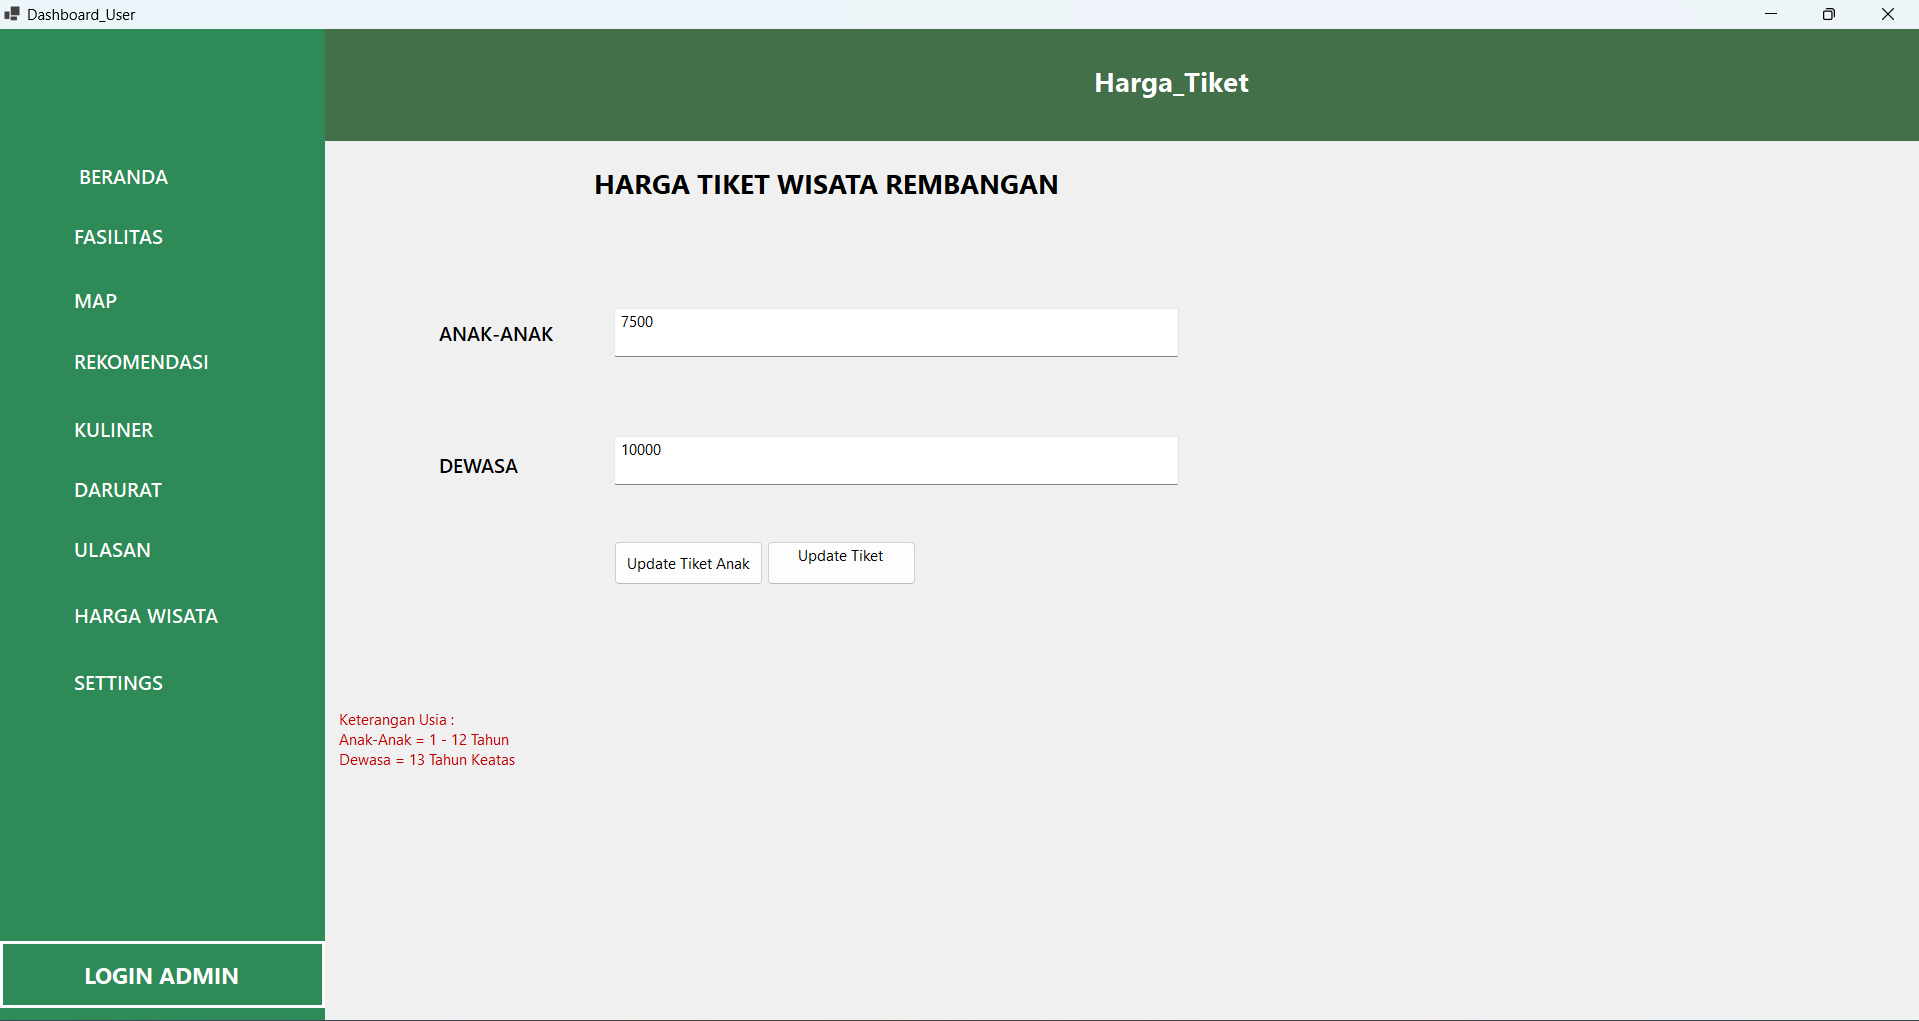 Dashboard_User
Harga_Tiket
BERANDA
FASILITAS
MAP
REKOMENDASI
KULINER
DARURAT
ULASAN
HARGA WISATA
SETTINGS
LOGIN ADMIN
HARGA TIKET WISATA REMBANGAN
ANAK-ANAK
7500
DEWASA
10000
Update Tiket Anak
Update Tiket
Keterangan Usia :
Anak-Anak = 1 - 12 Tahun
Dewasa = 13 Tahun Keatas